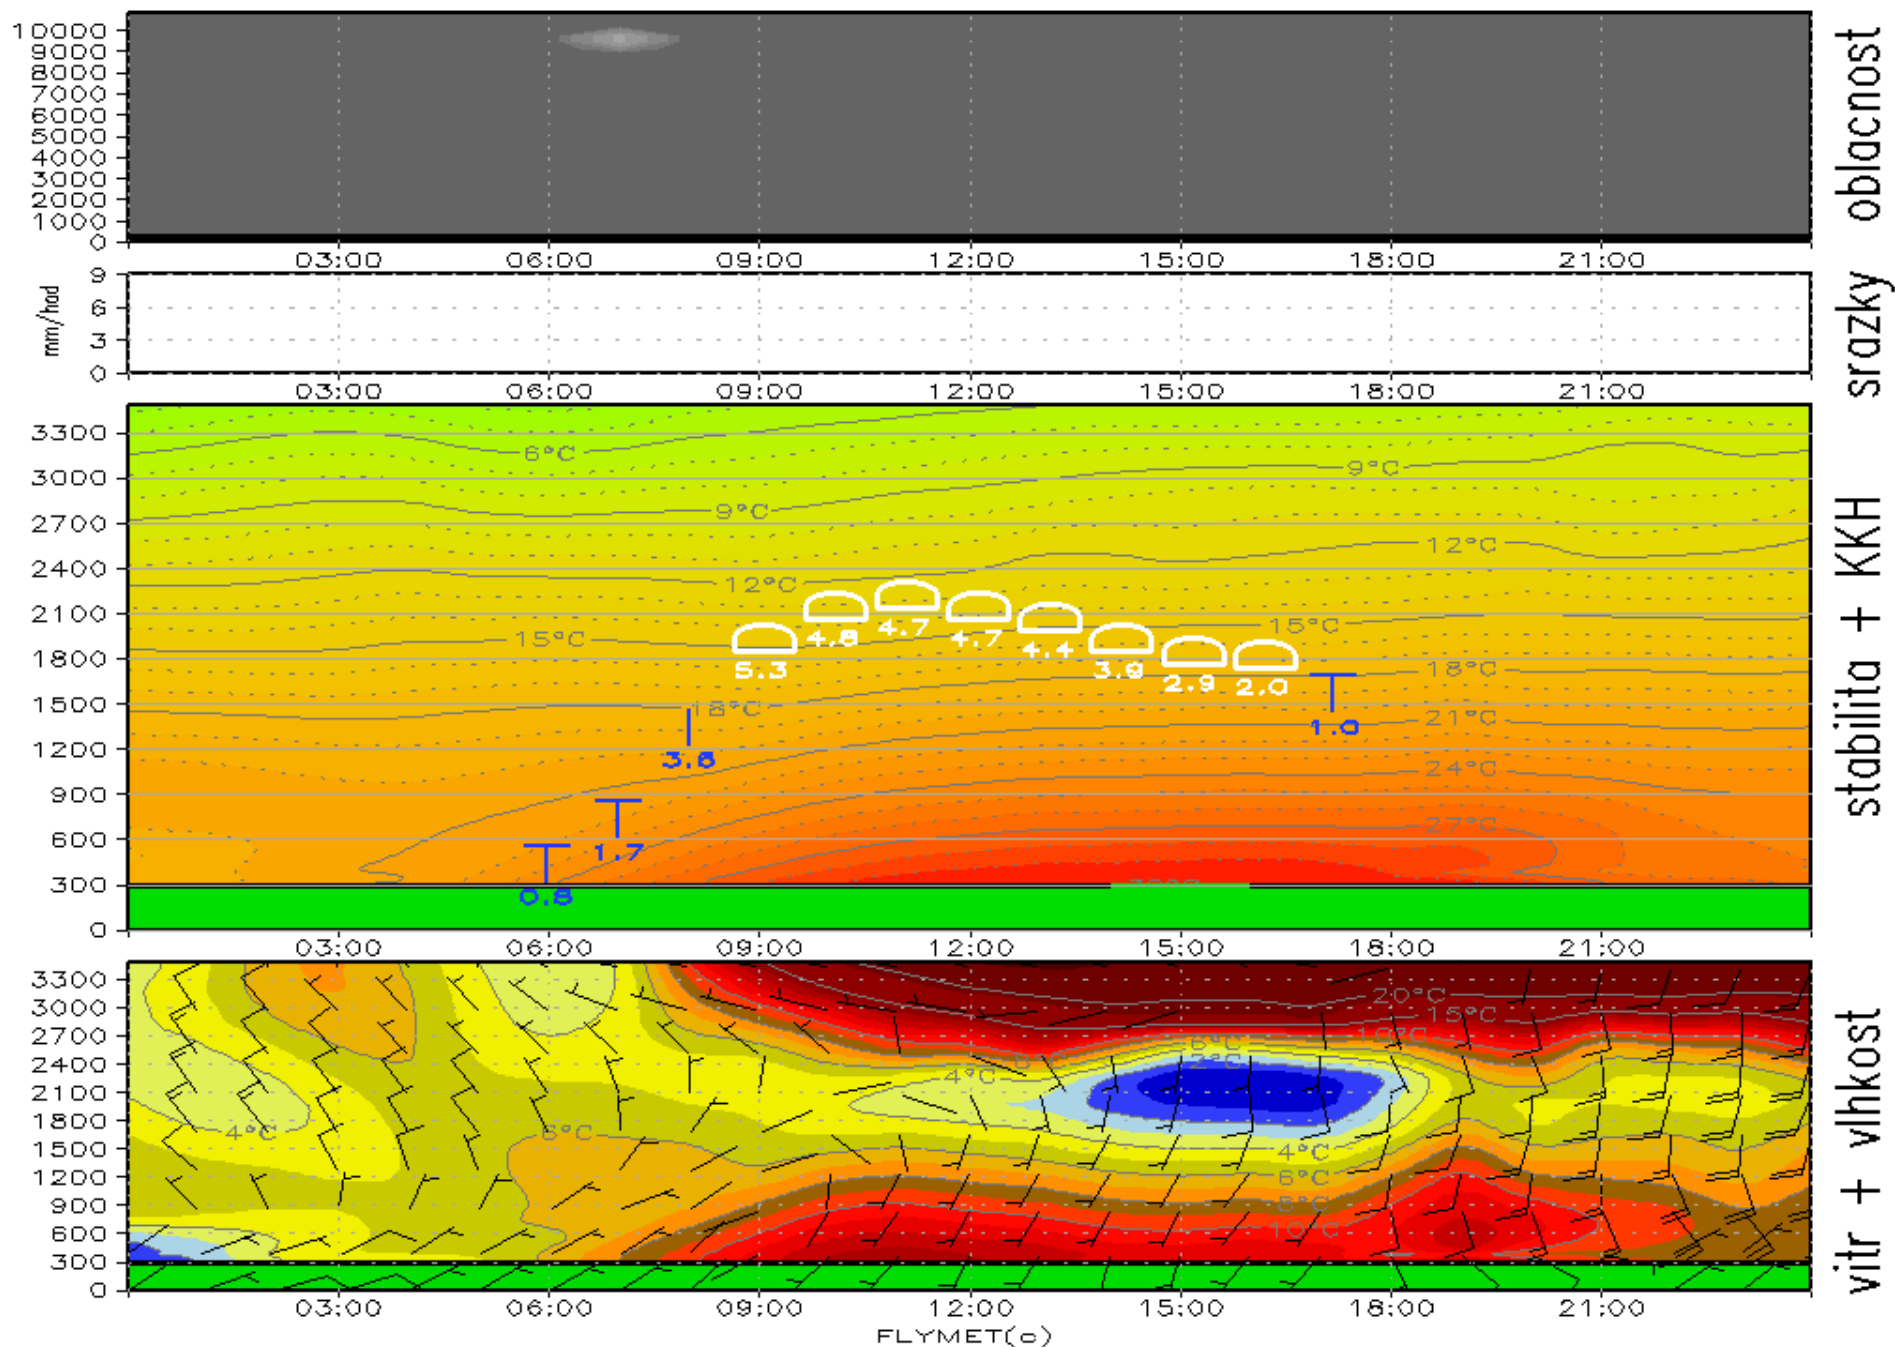 oblacnost
10000
9000
8000
7000
6000
5000
4000
3000
2000
1000
0
03:00 06:00 09:00 12:00 15:00 18:00 21:00
srazky
mm/hod
9
6
3
0
03:00 06:00 09:00 12:00 15:00 18:00 21:00
stabilita + KKH
3300
3000
2700
2400
2100
1800
1500
1200
900
600
300
0
6°C
9°C
9°C
12°C
12°C
15°C
15°C
18°C
18°C
21°C
24°C
27°C
5.3 4.8 4.7 4.7 4.4 3.9 2.9 2.0
0.8 1.7 3.6 1.0
03:00 06:00 09:00 12:00 15:00 18:00 21:00
vitr + vlhkost
3300
3000
2700
2400
2100
1800
1500
1200
900
600
300
0
20°C
15°C
10°C
6°C
2°C
4°C
4°C
6°C
4°C
6°C
8°C
10°C
03:00 06:00 09:00 12:00 15:00 18:00 21:00
FLYMET(c)